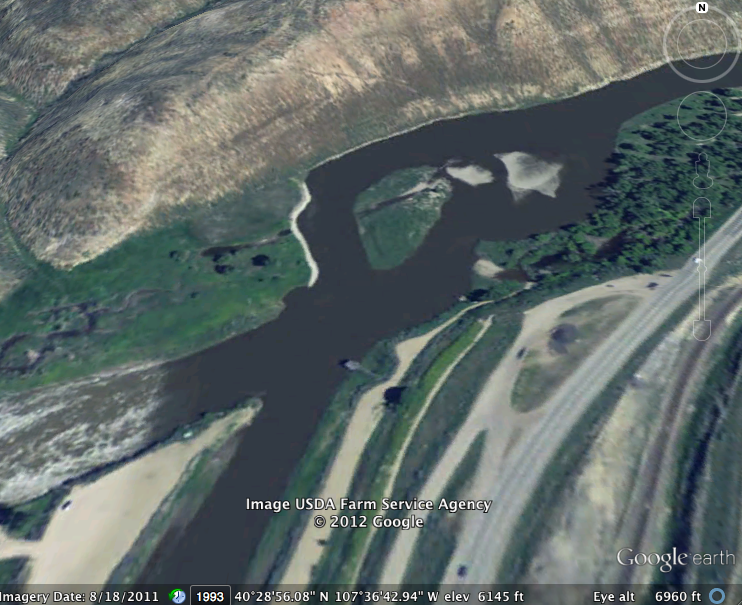 N
Image USDA Farm Service Agency
© 2012 Google
Google earth
Imagery Date: 8/18/2011 1993 40°28'56.08" N 107°36'42.94" W elev 6145 ft Eye alt 6960 ft